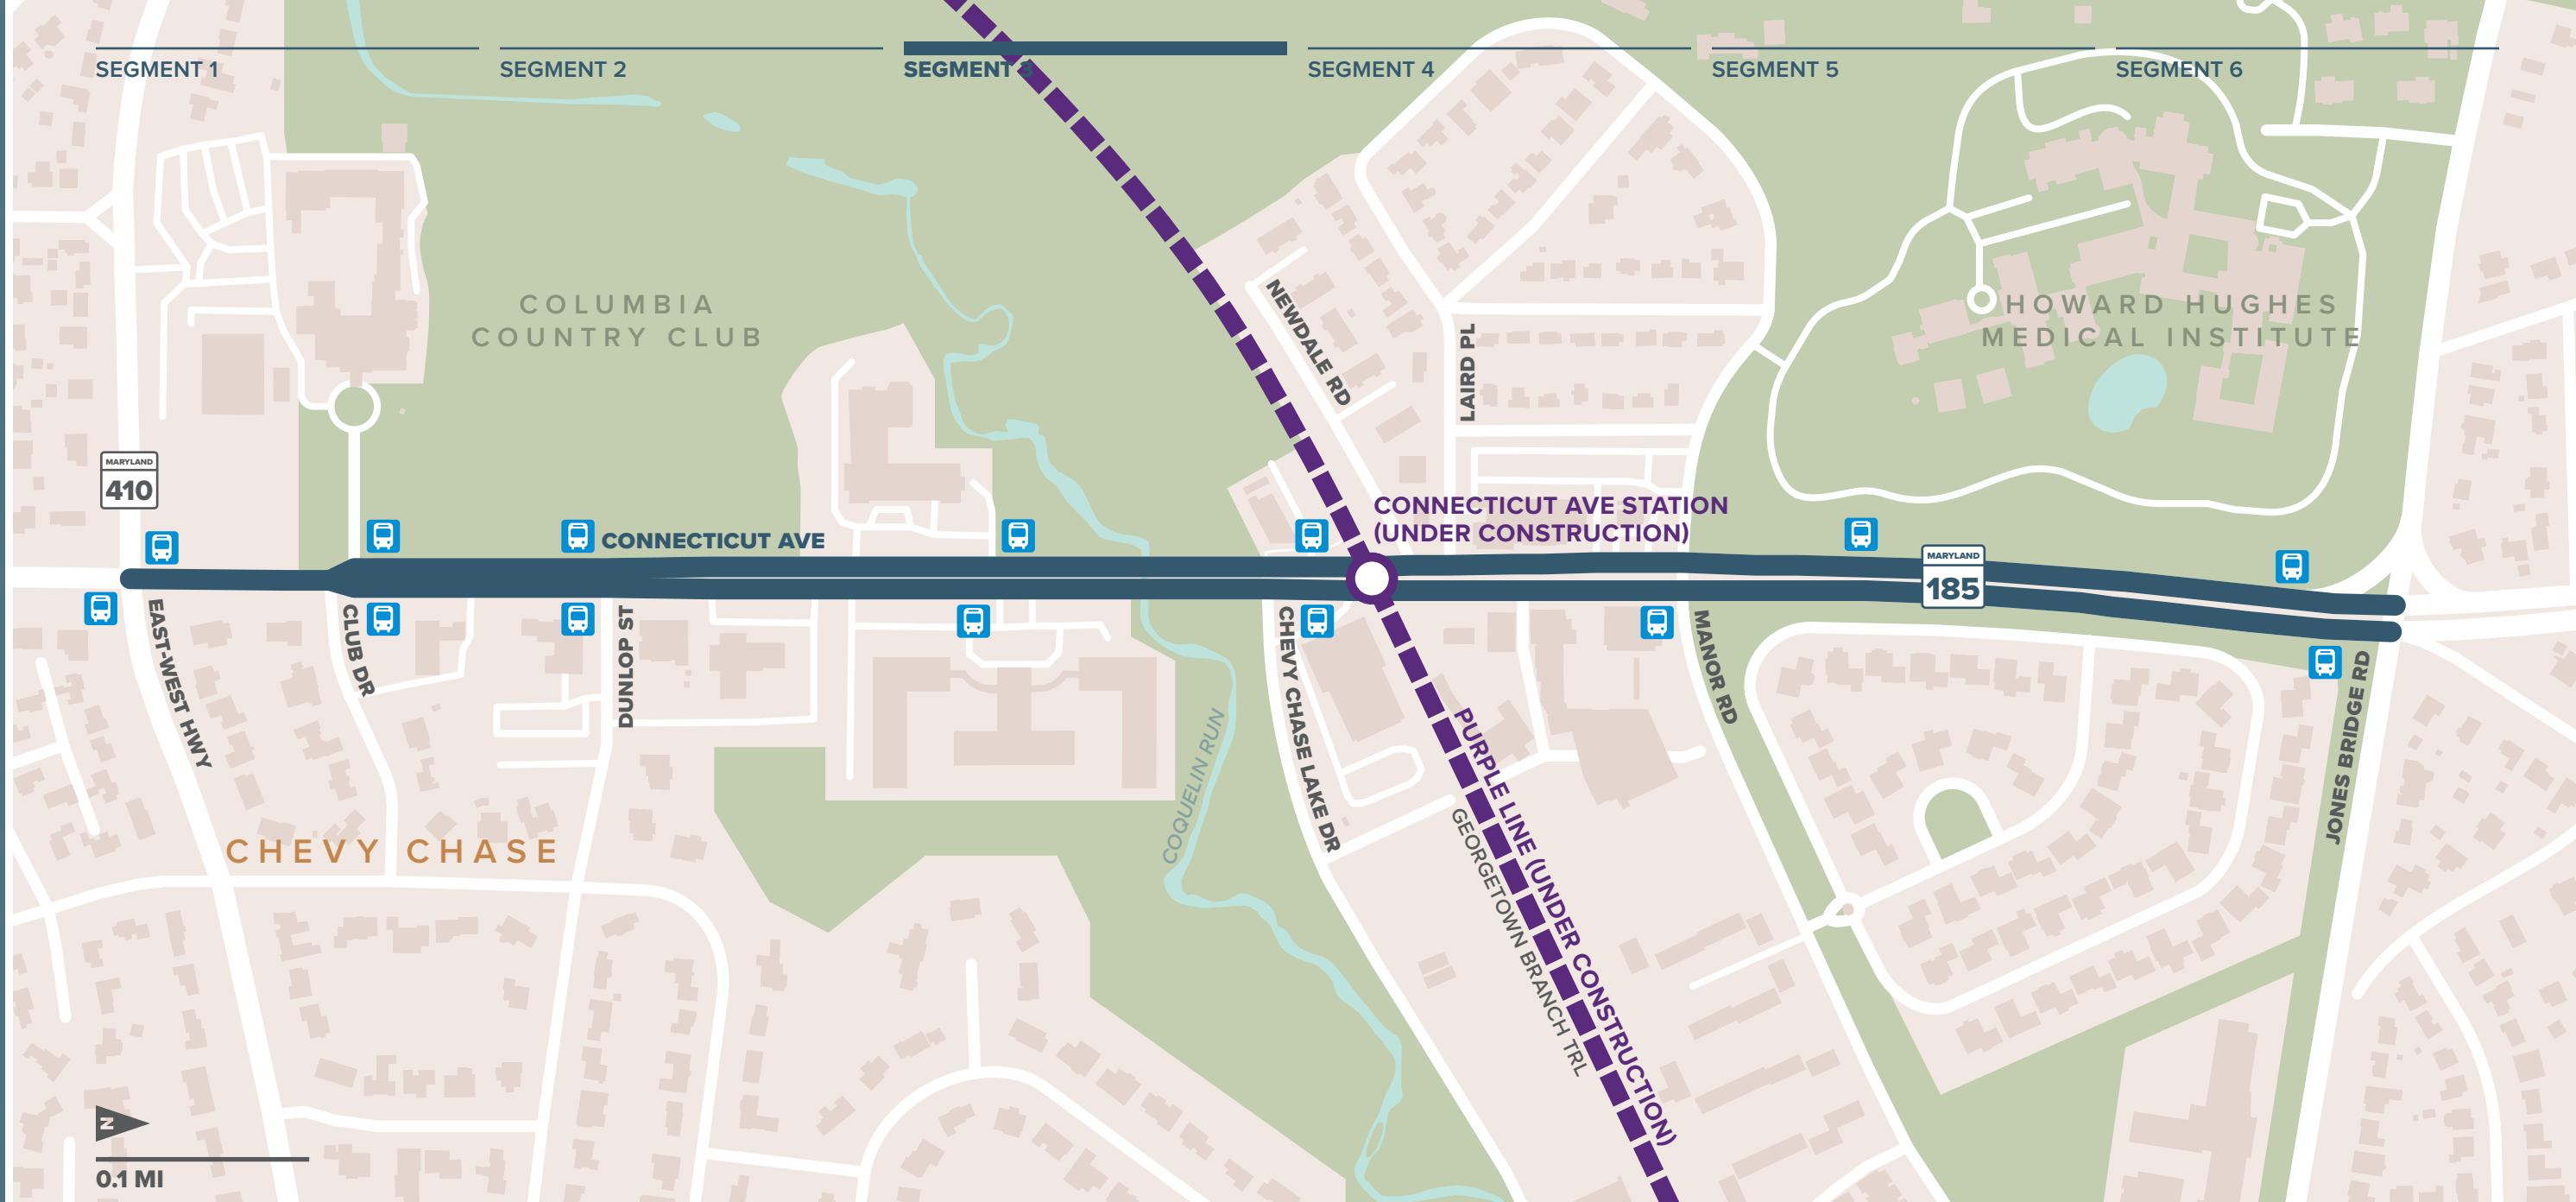 SEGMENT 1
SEGMENT 2
SEGMENT 3
SEGMENT 4
SEGMENT 5
SEGMENT 6
COLUMBIA
COUNTRY CLUB
HOWARD HUGHES
MEDICAL INSTITUTE
NEWDALE RD
LAIRD PL
MARYLAND
410
CONNECTICUT AVE STATION
(UNDER CONSTRUCTION)
CONNECTICUT AVE
MARYLAND
185
EAST-WEST HWY
CLUB DR
DUNLOP ST
CHEVY CHASE LAKE DR
MANOR RD
JONES BRIDGE RD
COQUELIN RUN
PURPLE LINE (UNDER CONSTRUCTION)
GEORGETOWN BRANCH TRL
CHEVY CHASE
N
0.1 MI